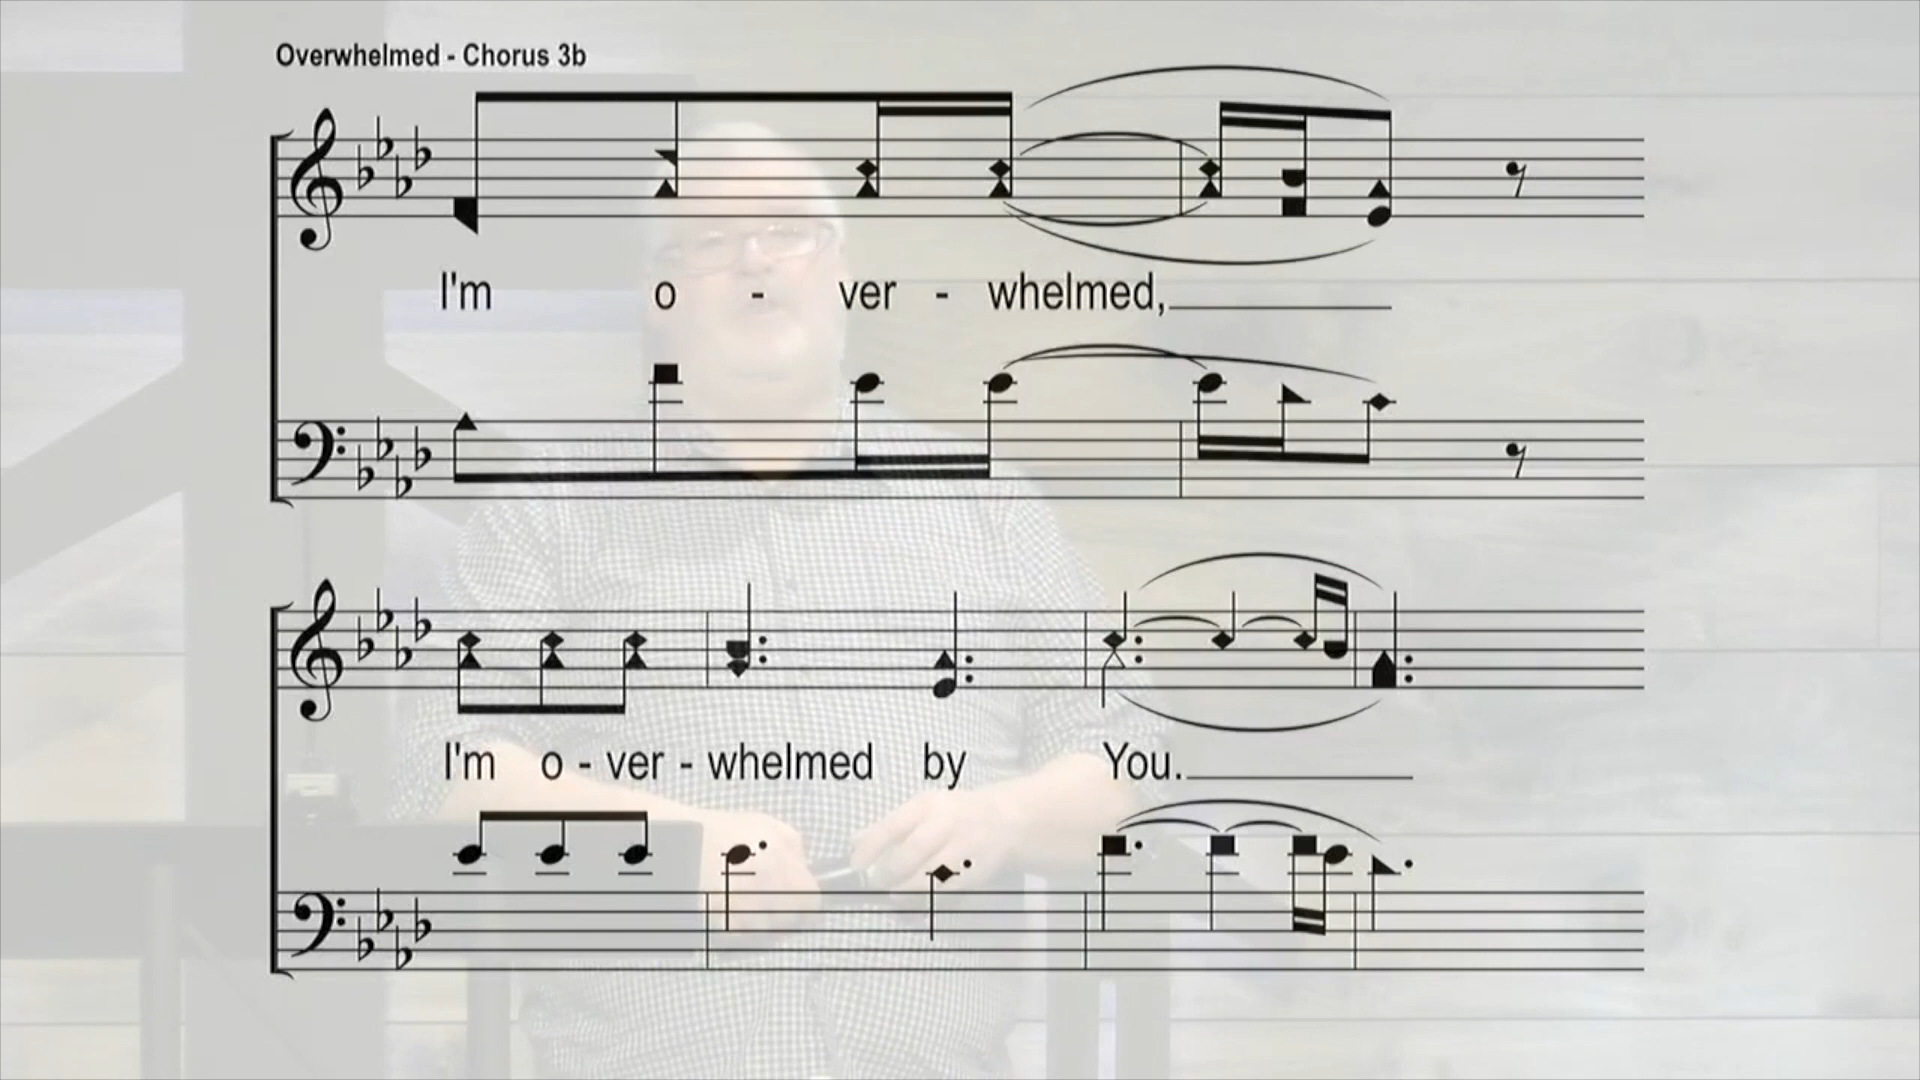 Overwhelmed - Chorus 3b
I'm o - ver - whelmed,
I'm o - ver - whelmed by You.